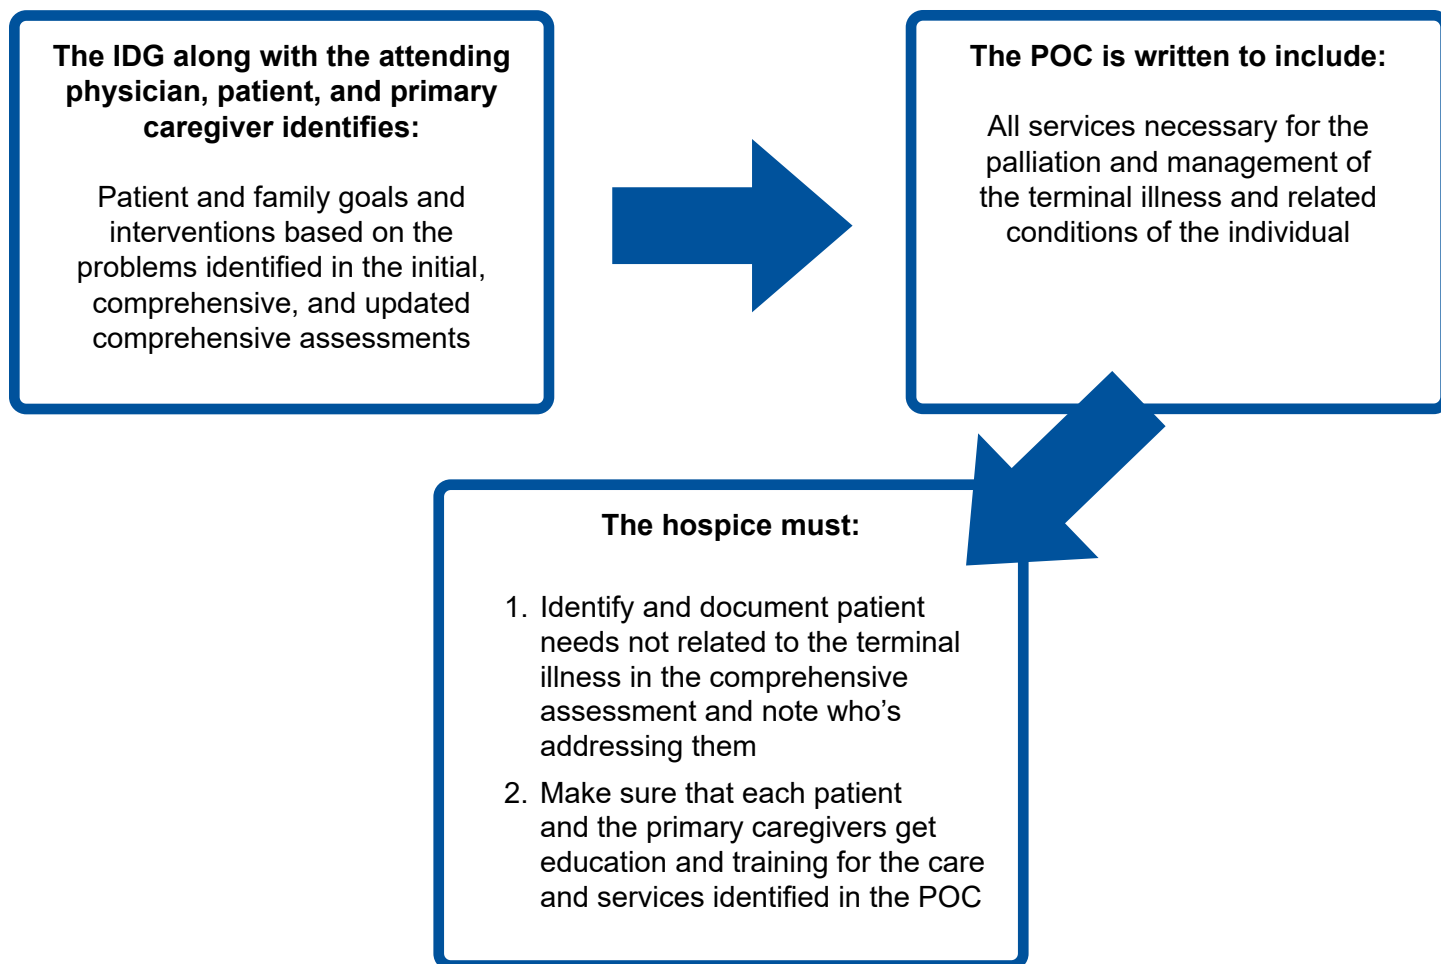 The IDG along with the attending
physician, patient, and primary
caregiver identifies:
Patient and family goals and
interventions based on the
problems identified in the initial,
comprehensive, and updated
comprehensive assessments
The POC is written to include:
All services necessary for the
palliation and management of
the terminal illness and related
conditions of the individual
The hospice must:
1. Identify and document patient
needs not related to the terminal
illness in the comprehensive
assessment and note who’s
addressing them
2. Make sure that each patient
and the primary caregivers get
education and training for the care
and services identified in the POC